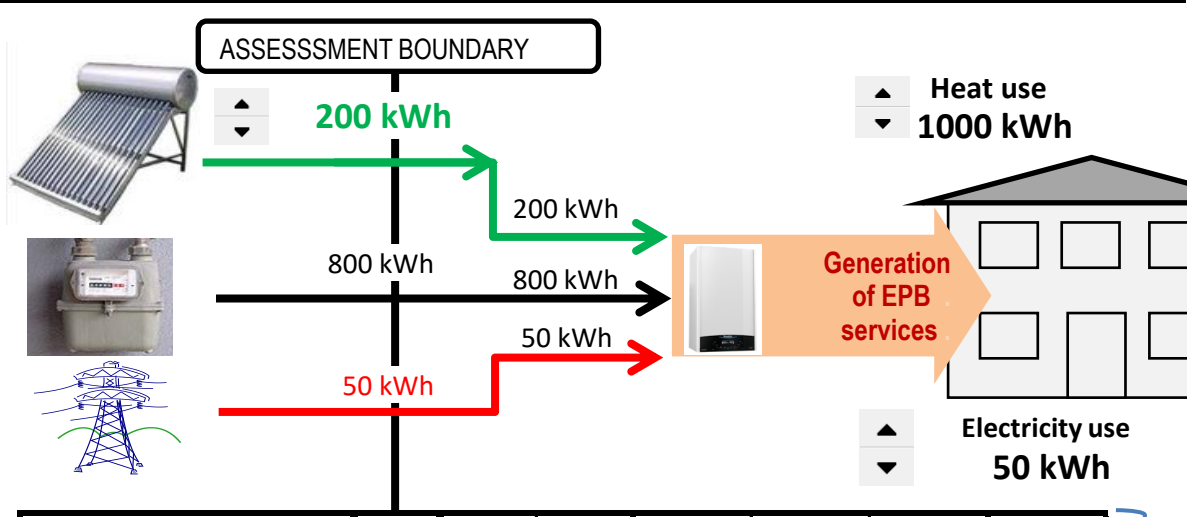 ASSESSSMENT BOUNDARY
200 kWh
Heat use
1000 kWh
200 kWh
800 kWh
800 kWh
Generation
of EPB
services
50 kWh
50 kWh
Electricity use
50 kWh